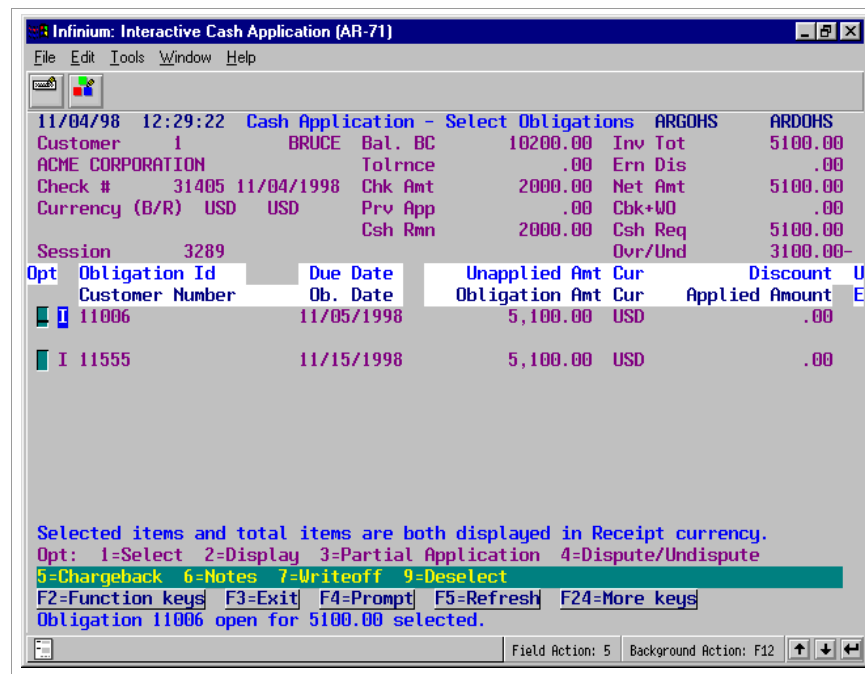 Infinium: Interactive Cash Application (AR-71)
File Edit Tools Window Help
11/04/98 12:29:22 Cash Application - Select Obligations ARGOHS ARDOHS
Customer 1 BRUCE Bal. BC 10200.00 Inv Tot 5100.00
ACME CORPORATION Tolrnce .00 Ern Dis .00
Check # 31405 11/04/1998 Chk Amt 2000.00 Net Amt 5100.00
Currency (B/R) USD USD Prv App .00 Cbk+WO .00
Csh Rmn 2000.00 Csh Req 5100.00
Session 3289 Ovr/Und 3100.00-
Opt Obligation Id Due Date Unapplied Amt Cur Discount U
Customer Number Ob. Date Obligation Amt Cur Applied Amount E
I 11006 11/05/1998 5,100.00 USD .00
I 11555 11/15/1998 5,100.00 USD .00
Selected items and total items are both displayed in Receipt currency.
Opt: 1=Select 2=Display 3=Partial Application 4=Dispute/Undispute
5=Chargeback 6=Notes 7=Writeoff 9=Deselect
F2=Function keys F3=Exit F4=Prompt F5=Refresh F24=More keys
Obligation 11006 open for 5100.00 selected.
Field Action: 5 Background Action: F12